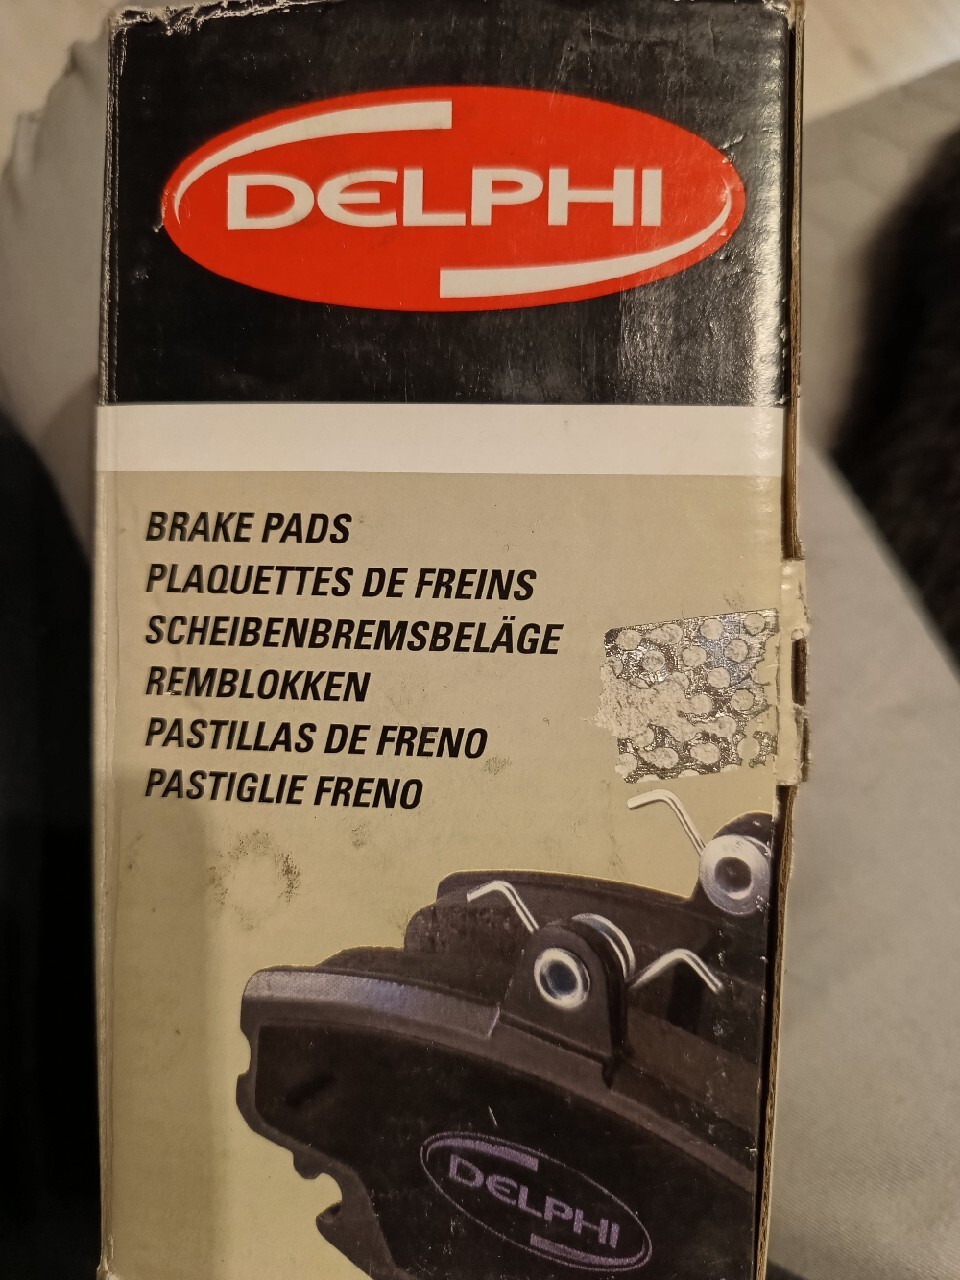 DELPHI
BRAKE PADS
PLAQUETTES DE FREINS
SCHEIBENBREMSBELÄGE
REMBLOKKEN
PASTILLAS DE FRENO
PASTIGLIE FRENO
DELPHI